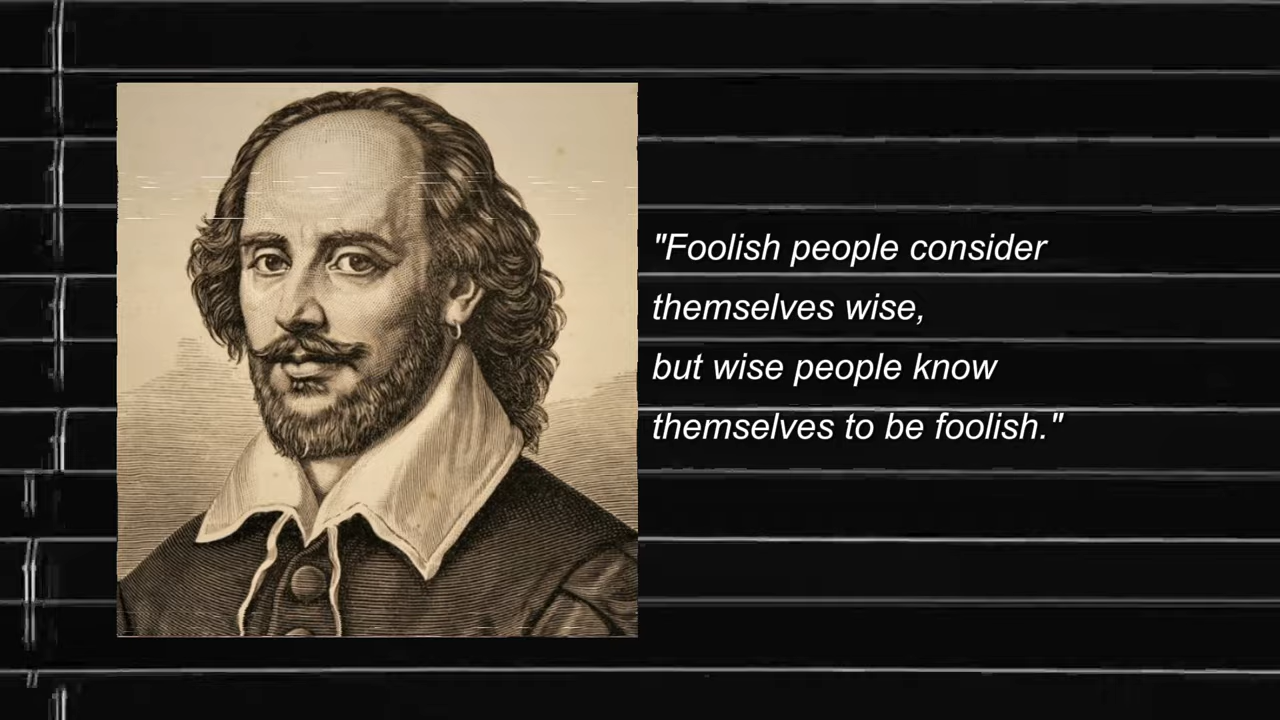 "Foolish people consider
themselves wise,
but wise people know
themselves to be foolish."